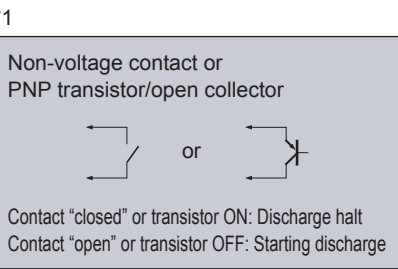 1
Non-voltage contact or
PNP transistor/open collector
or
Contact “closed” or transistor ON: Discharge halt
Contact “open” or transistor OFF: Starting discharge